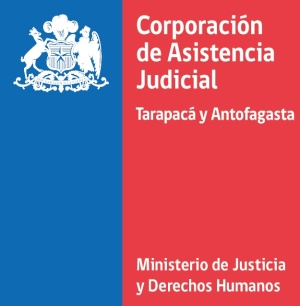 Corporación
de Asistencia
Judicial
Tarapacá y Antofagasta
Ministerio de Justicia
y Derechos Humanos